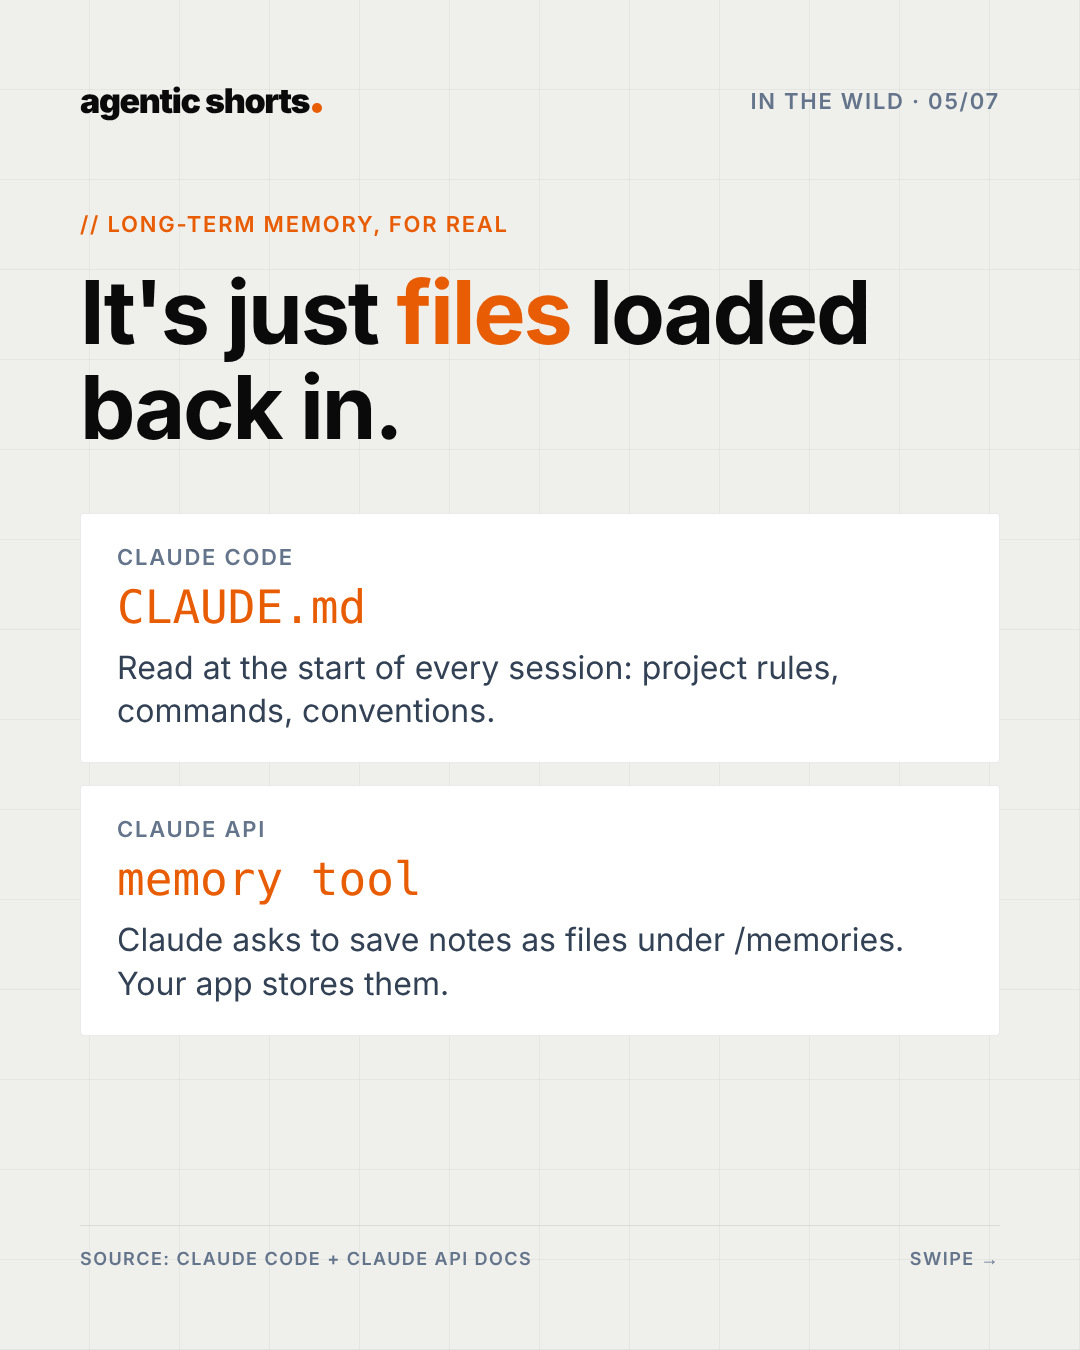 agentic shorts.
IN THE WILD · 05/07
// LONG-TERM MEMORY, FOR REAL
It's just files loaded
back in.
CLAUDE CODE
CLAUDE.md
Read at the start of every session: project rules,
commands, conventions.
CLAUDE API
memory tool
Claude asks to save notes as files under /memories.
Your app stores them.
SOURCE: CLAUDE CODE + CLAUDE API DOCS
SWIPE →